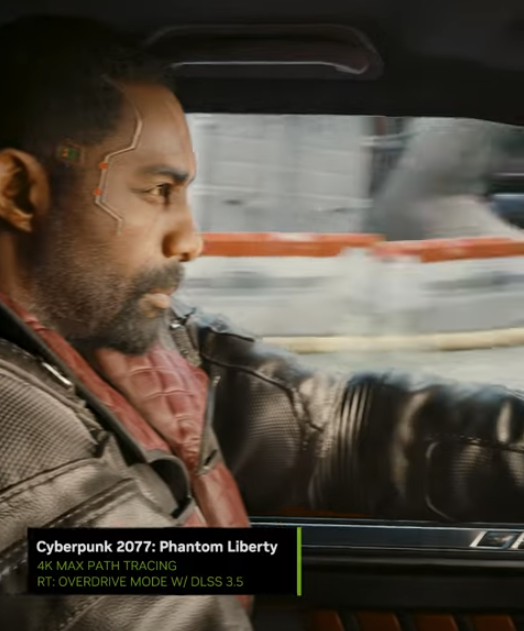 Cyberpunk 2077: Phantom Liberty
4K MAX PATH TRACING
RT: OVERDRIVE MODE W/ DLSS 3.5